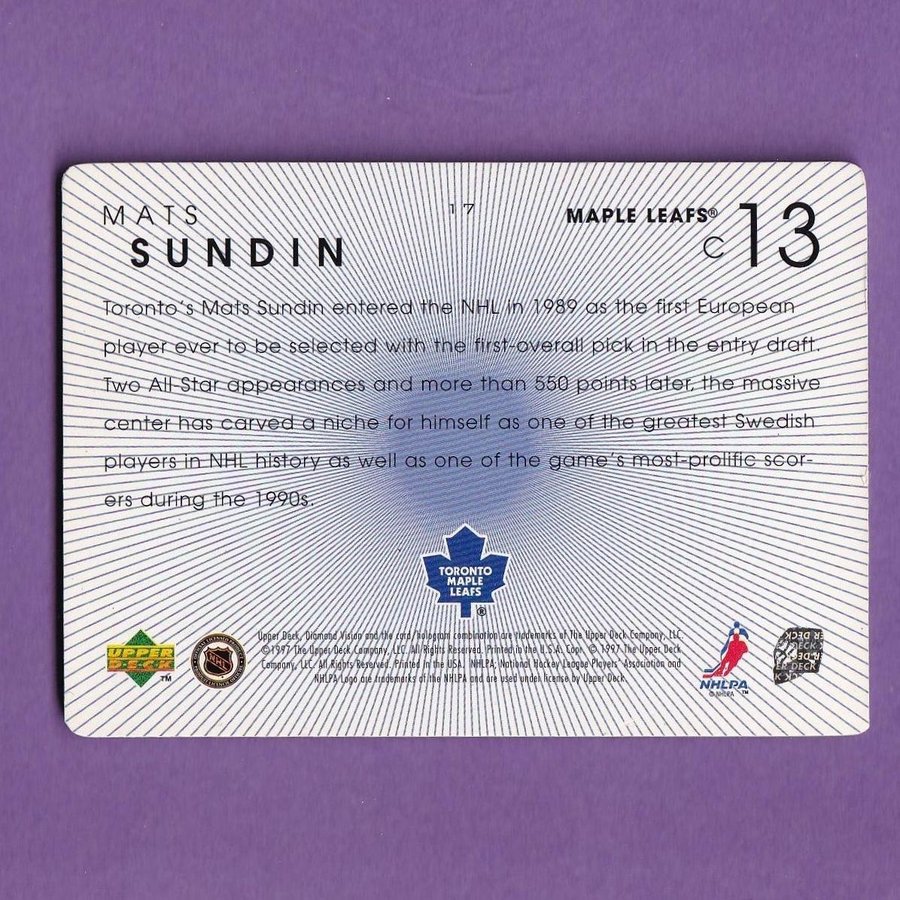 MATS
SUNDIN
17
MAPLE LEAFS®
C 13
Toronto's Mats Sundin entered the NHL in 1989 as the first European
player ever to be selected with the first-overall pick in the entry draft.
Two All-Star appearances and more than 550 points later, the massive
center has carved a niche for himself as one of the greatest Swedish
players in NHL history as well as one of the game's most-prolific scor-
ers during the 1990s.
TORONTO
MAPLE
LEAFS
®
Upper Deck, Diamond Vision and the card/hologram combination are trademarks of The Upper Deck Company, LLC.
©1997 The Upper Deck Company, LLC. All Rights Reserved. Printed in the U.S.A. Copr. © 1997 The Upper Deck
Company, LLC. All Rights Reserved. Printed in the USA. NHLPA, National Hockey League Players' Association and
NHLPA Logo are trademarks of the NHLPA and are used under license by Upper Deck.
UPPER
DECK
™
NHL
NHLPA
™
© NHLPA